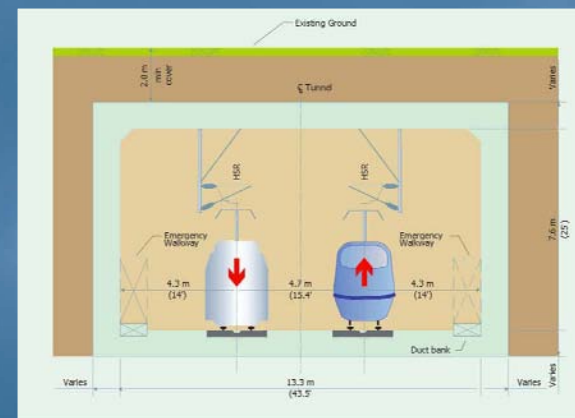 Existing Ground
2.0 m
min
cover
℄ Tunnel
Varies
HSR
HSR
Emergency
Walkway
Emergency
Walkway
7.6 m
(25')
4.3 m
(14')
4.7 m
(15.4'
4.3 m
(14')
Duct bank
Varies
13.3 m
(43.5'
Varies
Varies